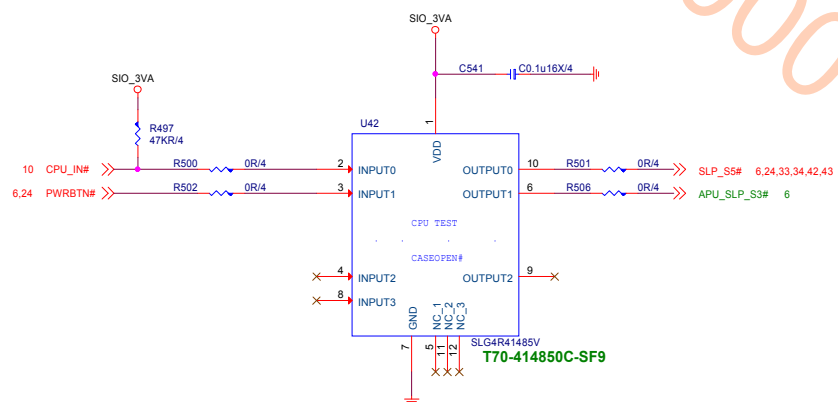 SIO_3VA
C541 C0.1u16X/4
SIO_3VA
R497
47KR/4
U42
1
VDD
10 CPU_IN# R500 0R/4 2 INPUT0 OUTPUT0 10 R501 0R/4 SLP_S5# 6,24,33,34,42,43
6,24 PWRBTN# R502 0R/4 3 INPUT1 OUTPUT1 6 R506 0R/4 APU_SLP_S3# 6
CPU TEST
CASEOPEN#
4 INPUT2 OUTPUT2 9
8 INPUT3
GND NC_1 NC_2 NC_3
7 5 11 12
SLG4R41485V
T70-414850C-SF9